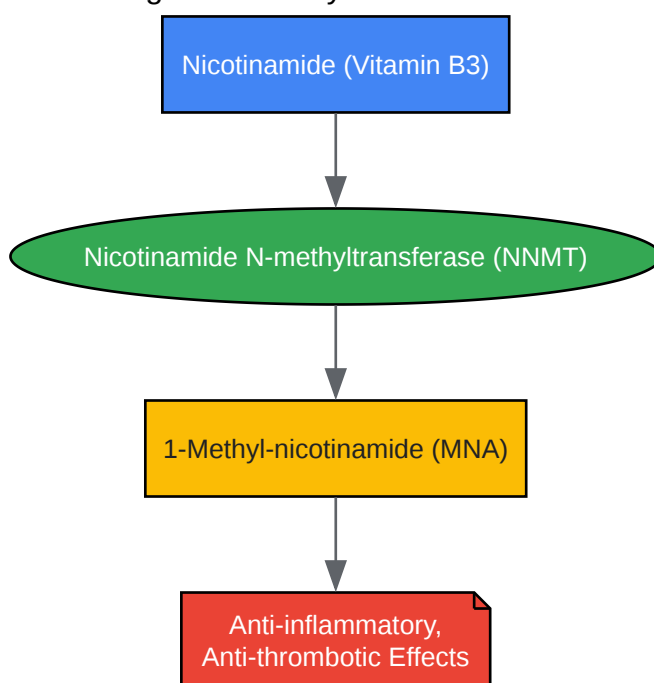 Nicotinamide (Vitamin B3)
Nicotinamide N-methyltransferase (NNMT)
1-Methyl-nicotinamide (MNA)
Anti-inflammatory,
Anti-thrombotic Effects